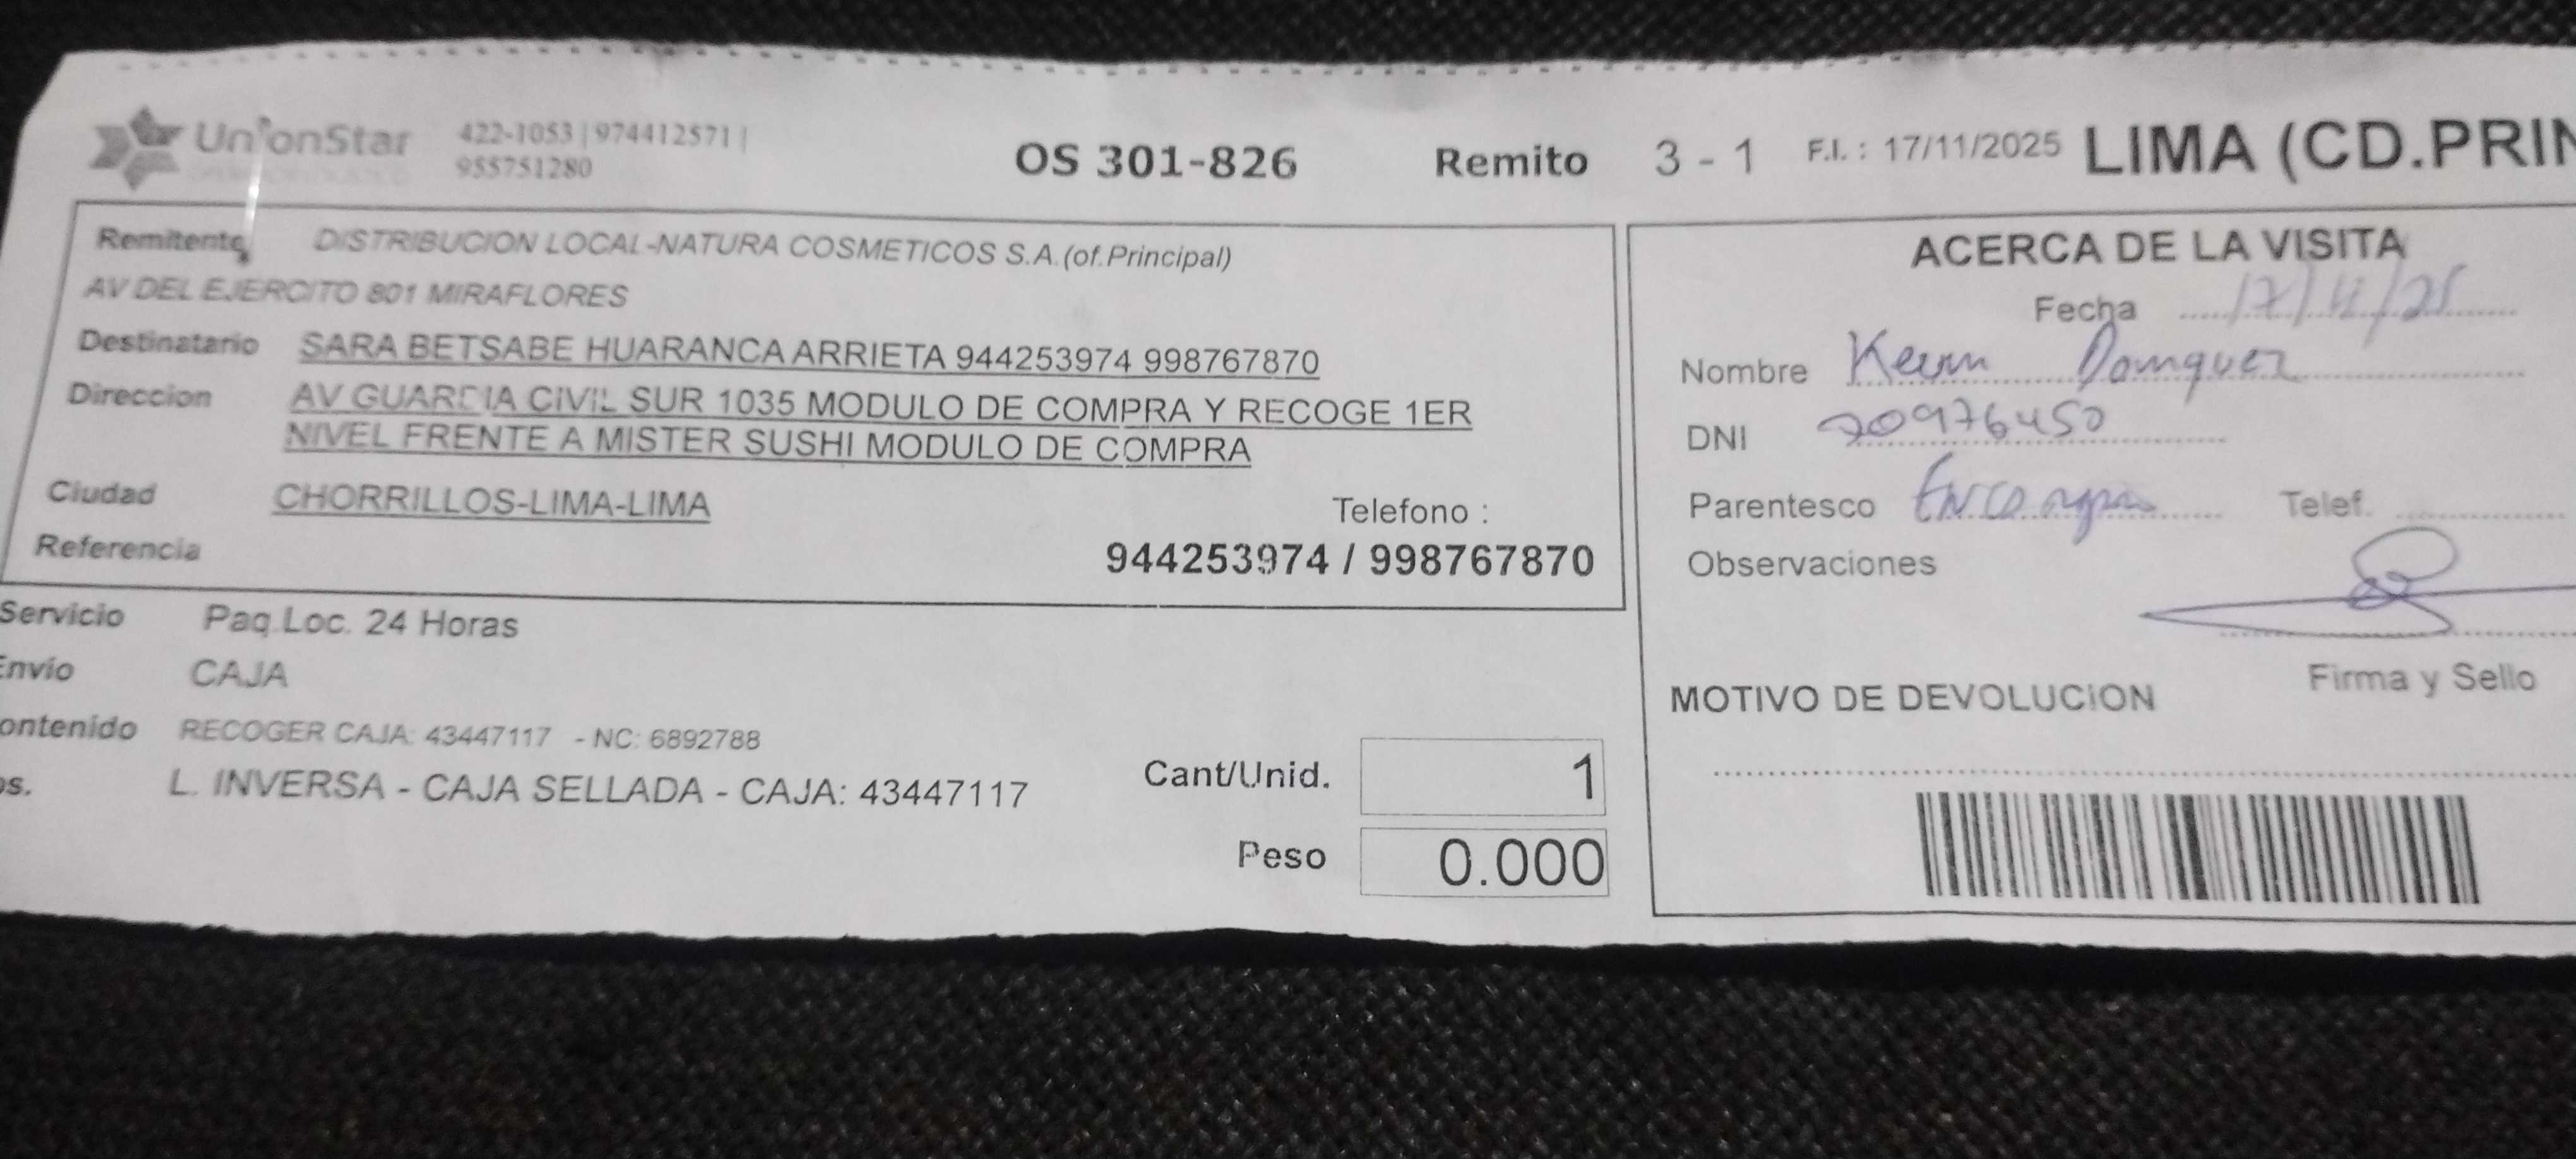 UnionStar 422-1053 | 974412571 |
955751280
OS 301-826 Remito 3 - 1 F.I. : 17/11/2025 LIMA (CD.PRIN
Remitente DISTRIBUCION LOCAL-NATURA COSMETICOS S.A.(of.Principal)
AV DEL EJERCITO 801 MIRAFLORES
Destinatario SARA BETSABE HUARANCA ARRIETA 944253974 998767870
Direccion AV GUARDIA CIVIL SUR 1035 MODULO DE COMPRA Y RECOGE 1ER
NIVEL FRENTE A MISTER SUSHI MODULO DE COMPRA
Ciudad CHORRILLOS-LIMA-LIMA
Telefono :
Referencia 944253974 / 998767870
Servicio Paq.Loc. 24 Horas
Envio CAJA
ontenido RECOGER CAJA: 43447117 - NC: 6892788
os. L. INVERSA - CAJA SELLADA - CAJA: 43447117
Cant/Unid. 1
Peso 0.000
ACERCA DE LA VISITA
Fecha 17/11/25
Nombre
DNI 70976450
Parentesco Telef.
Observaciones
Firma y Sello
MOTIVO DE DEVOLUCION